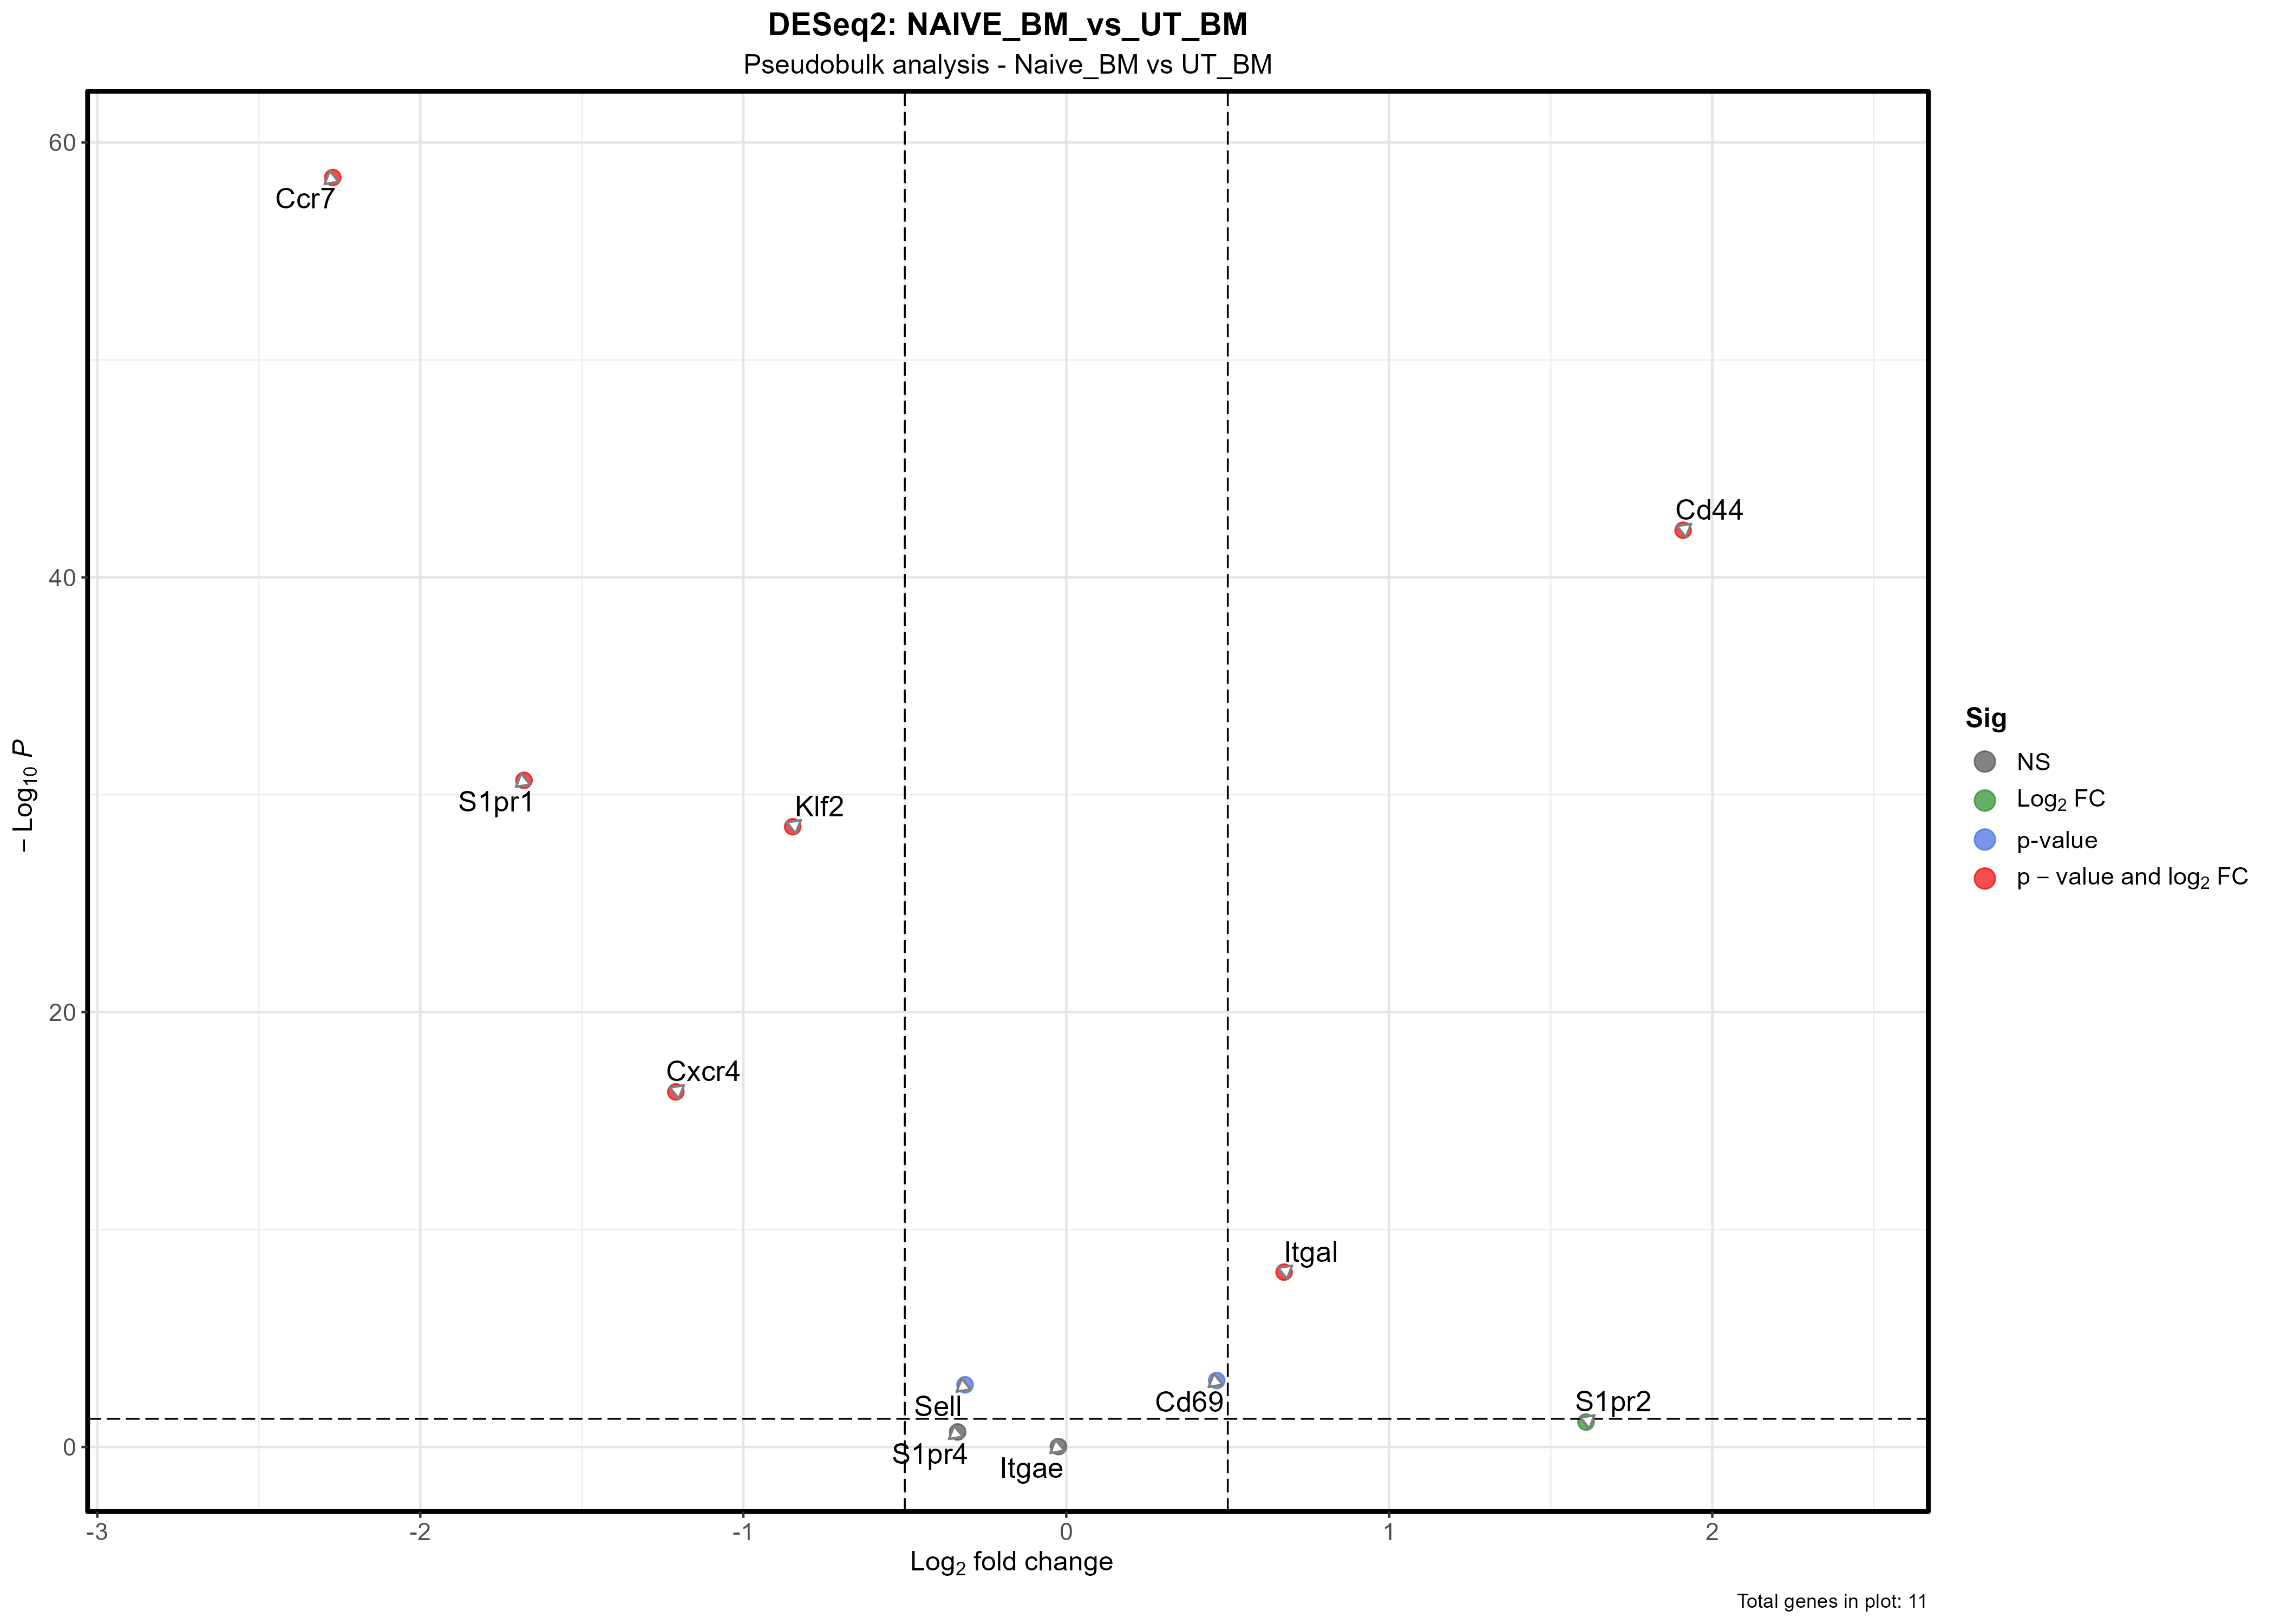 DESeq2: NAIVE_BM_vs_UT_BM
Pseudobulk analysis - Naive_BM vs UT_BM
60
Ccr7
Cd44
40
S1pr1
Klf2
20
Cxcr4
Itgal
Sell
Cd69
S1pr2
S1pr4
Itgae
0
-3
-2
-1
0
1
2
− Log10 P
Log2 fold change
Sig
NS
Log2 FC
p-value
p − value and log2 FC
Total genes in plot: 11